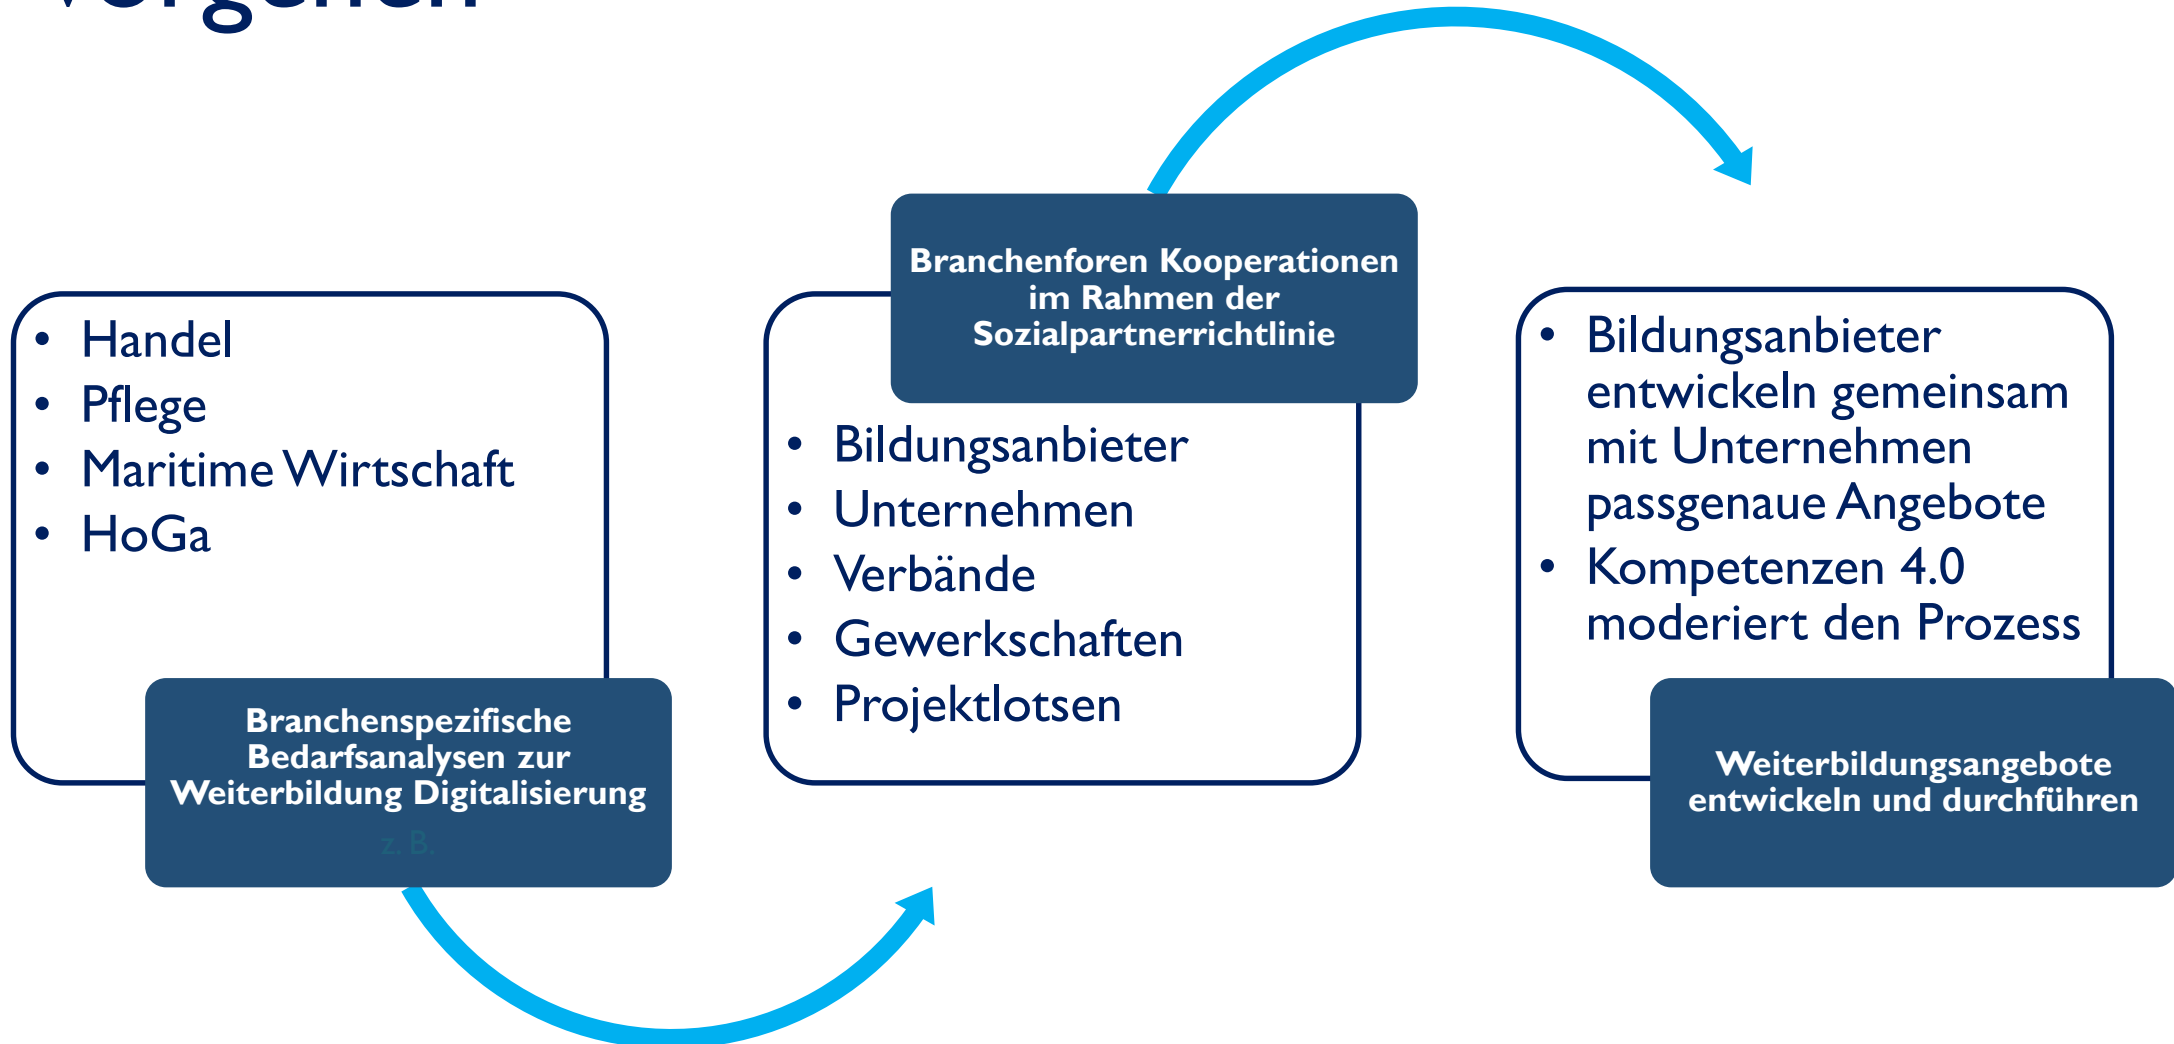 Vorgehen
• Handel
• Pflege
• Maritime Wirtschaft
• HoGa
Branchenspezifische
Bedarfsanalysen zur
Weiterbildung Digitalisierung
z. B.
Branchenforen Kooperationen
im Rahmen der
Sozialpartnerrichtlinie
• Bildungsanbieter
• Unternehmen
• Verbände
• Gewerkschaften
• Projektlotsen
• Bildungsanbieter
entwickeln gemeinsam
mit Unternehmen
passgenaue Angebote
• Kompetenzen 4.0
moderiert den Prozess
Weiterbildungsangebote
entwickeln und durchführen